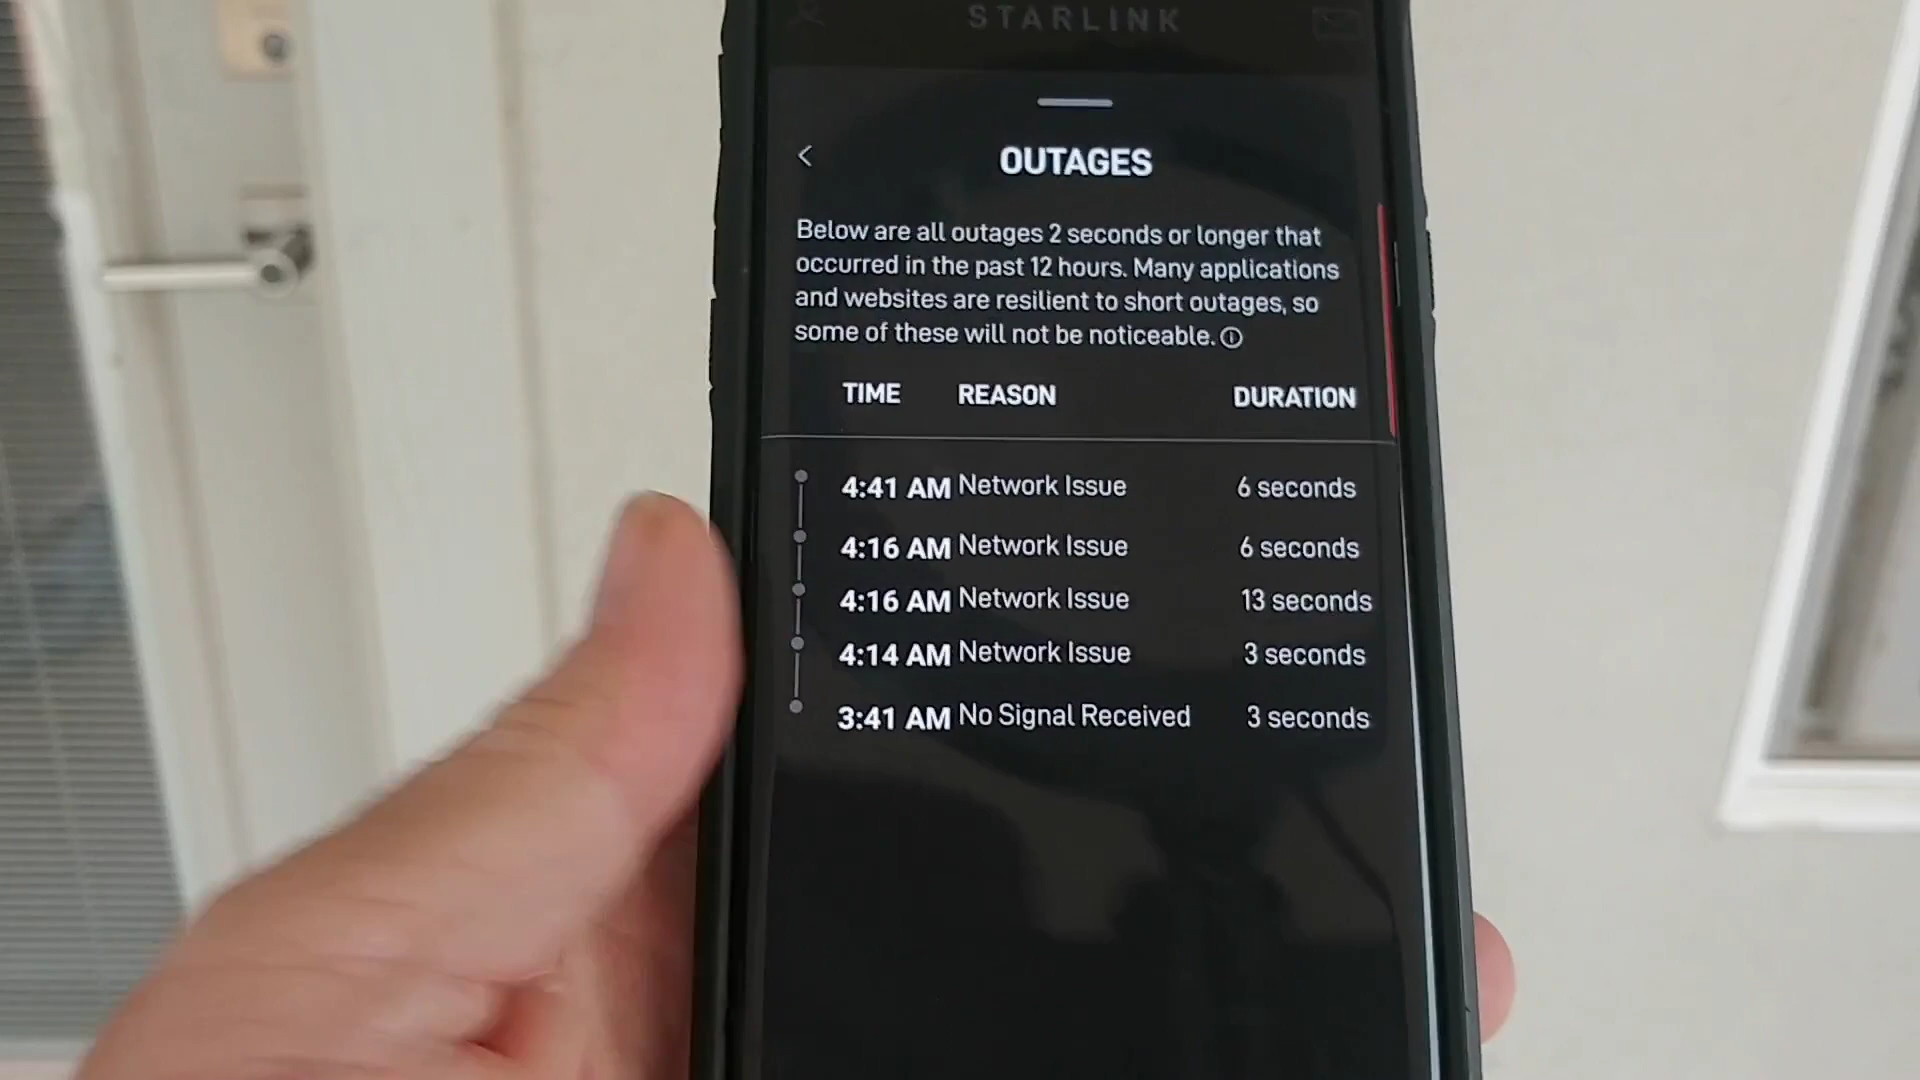 STARLINK
OUTAGES
Below are all outages 2 seconds or longer that
occurred in the past 12 hours. Many applications
and websites are resilient to short outages, so
some of these will not be noticeable.
TIME REASON DURATION
4:41 AM Network Issue 6 seconds
4:16 AM Network Issue 6 seconds
4:16 AM Network Issue 13 seconds
4:14 AM Network Issue 3 seconds
3:41 AM No Signal Received 3 seconds